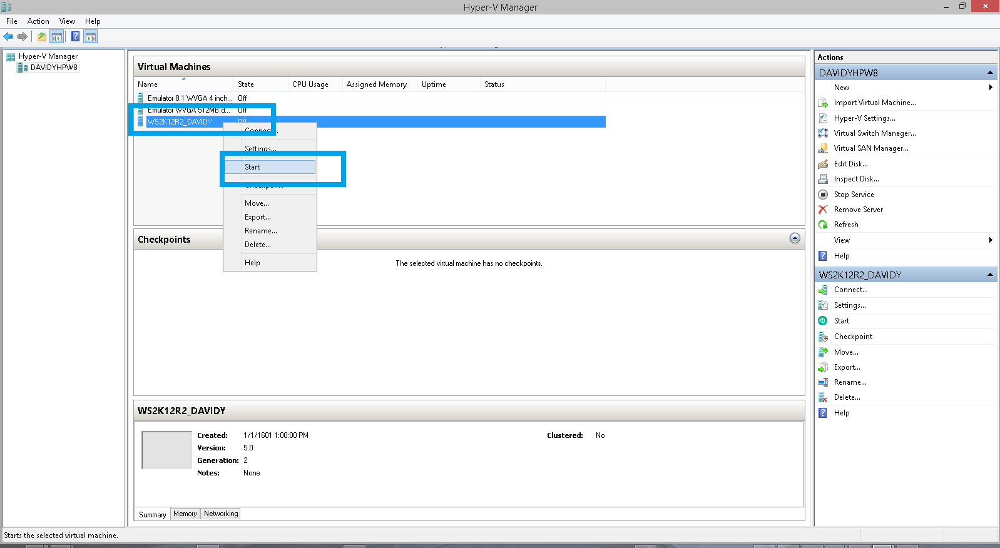 Hyper-V Manager
File Action View Help
Hyper-V Manager
DAVIDYHPW8
Virtual Machines
Name State CPU Usage Assigned Memory Uptime Status
Emulator 8.1 WVGA 4 inch... Off
Emulator WVGA 512MB.d... Off
WS2K12R2_DAVIDY Off
Connect...
Settings...
Start
Checkpoint
Move...
Export...
Rename...
Delete...
Help
Checkpoints
The selected virtual machine has no checkpoints.
WS2K12R2_DAVIDY
Created: 1/1/1601 1:00:00 PM Clustered: No
Version: 5.0
Generation: 2
Notes: None
Summary Memory Networking
Actions
DAVIDYHPW8
New
Import Virtual Machine...
Hyper-V Settings...
Virtual Switch Manager...
Virtual SAN Manager...
Edit Disk...
Inspect Disk...
Stop Service
Remove Server
Refresh
View
Help
WS2K12R2_DAVIDY
Connect...
Settings...
Start
Checkpoint
Move...
Export...
Rename...
Delete...
Help
Starts the selected virtual machine.